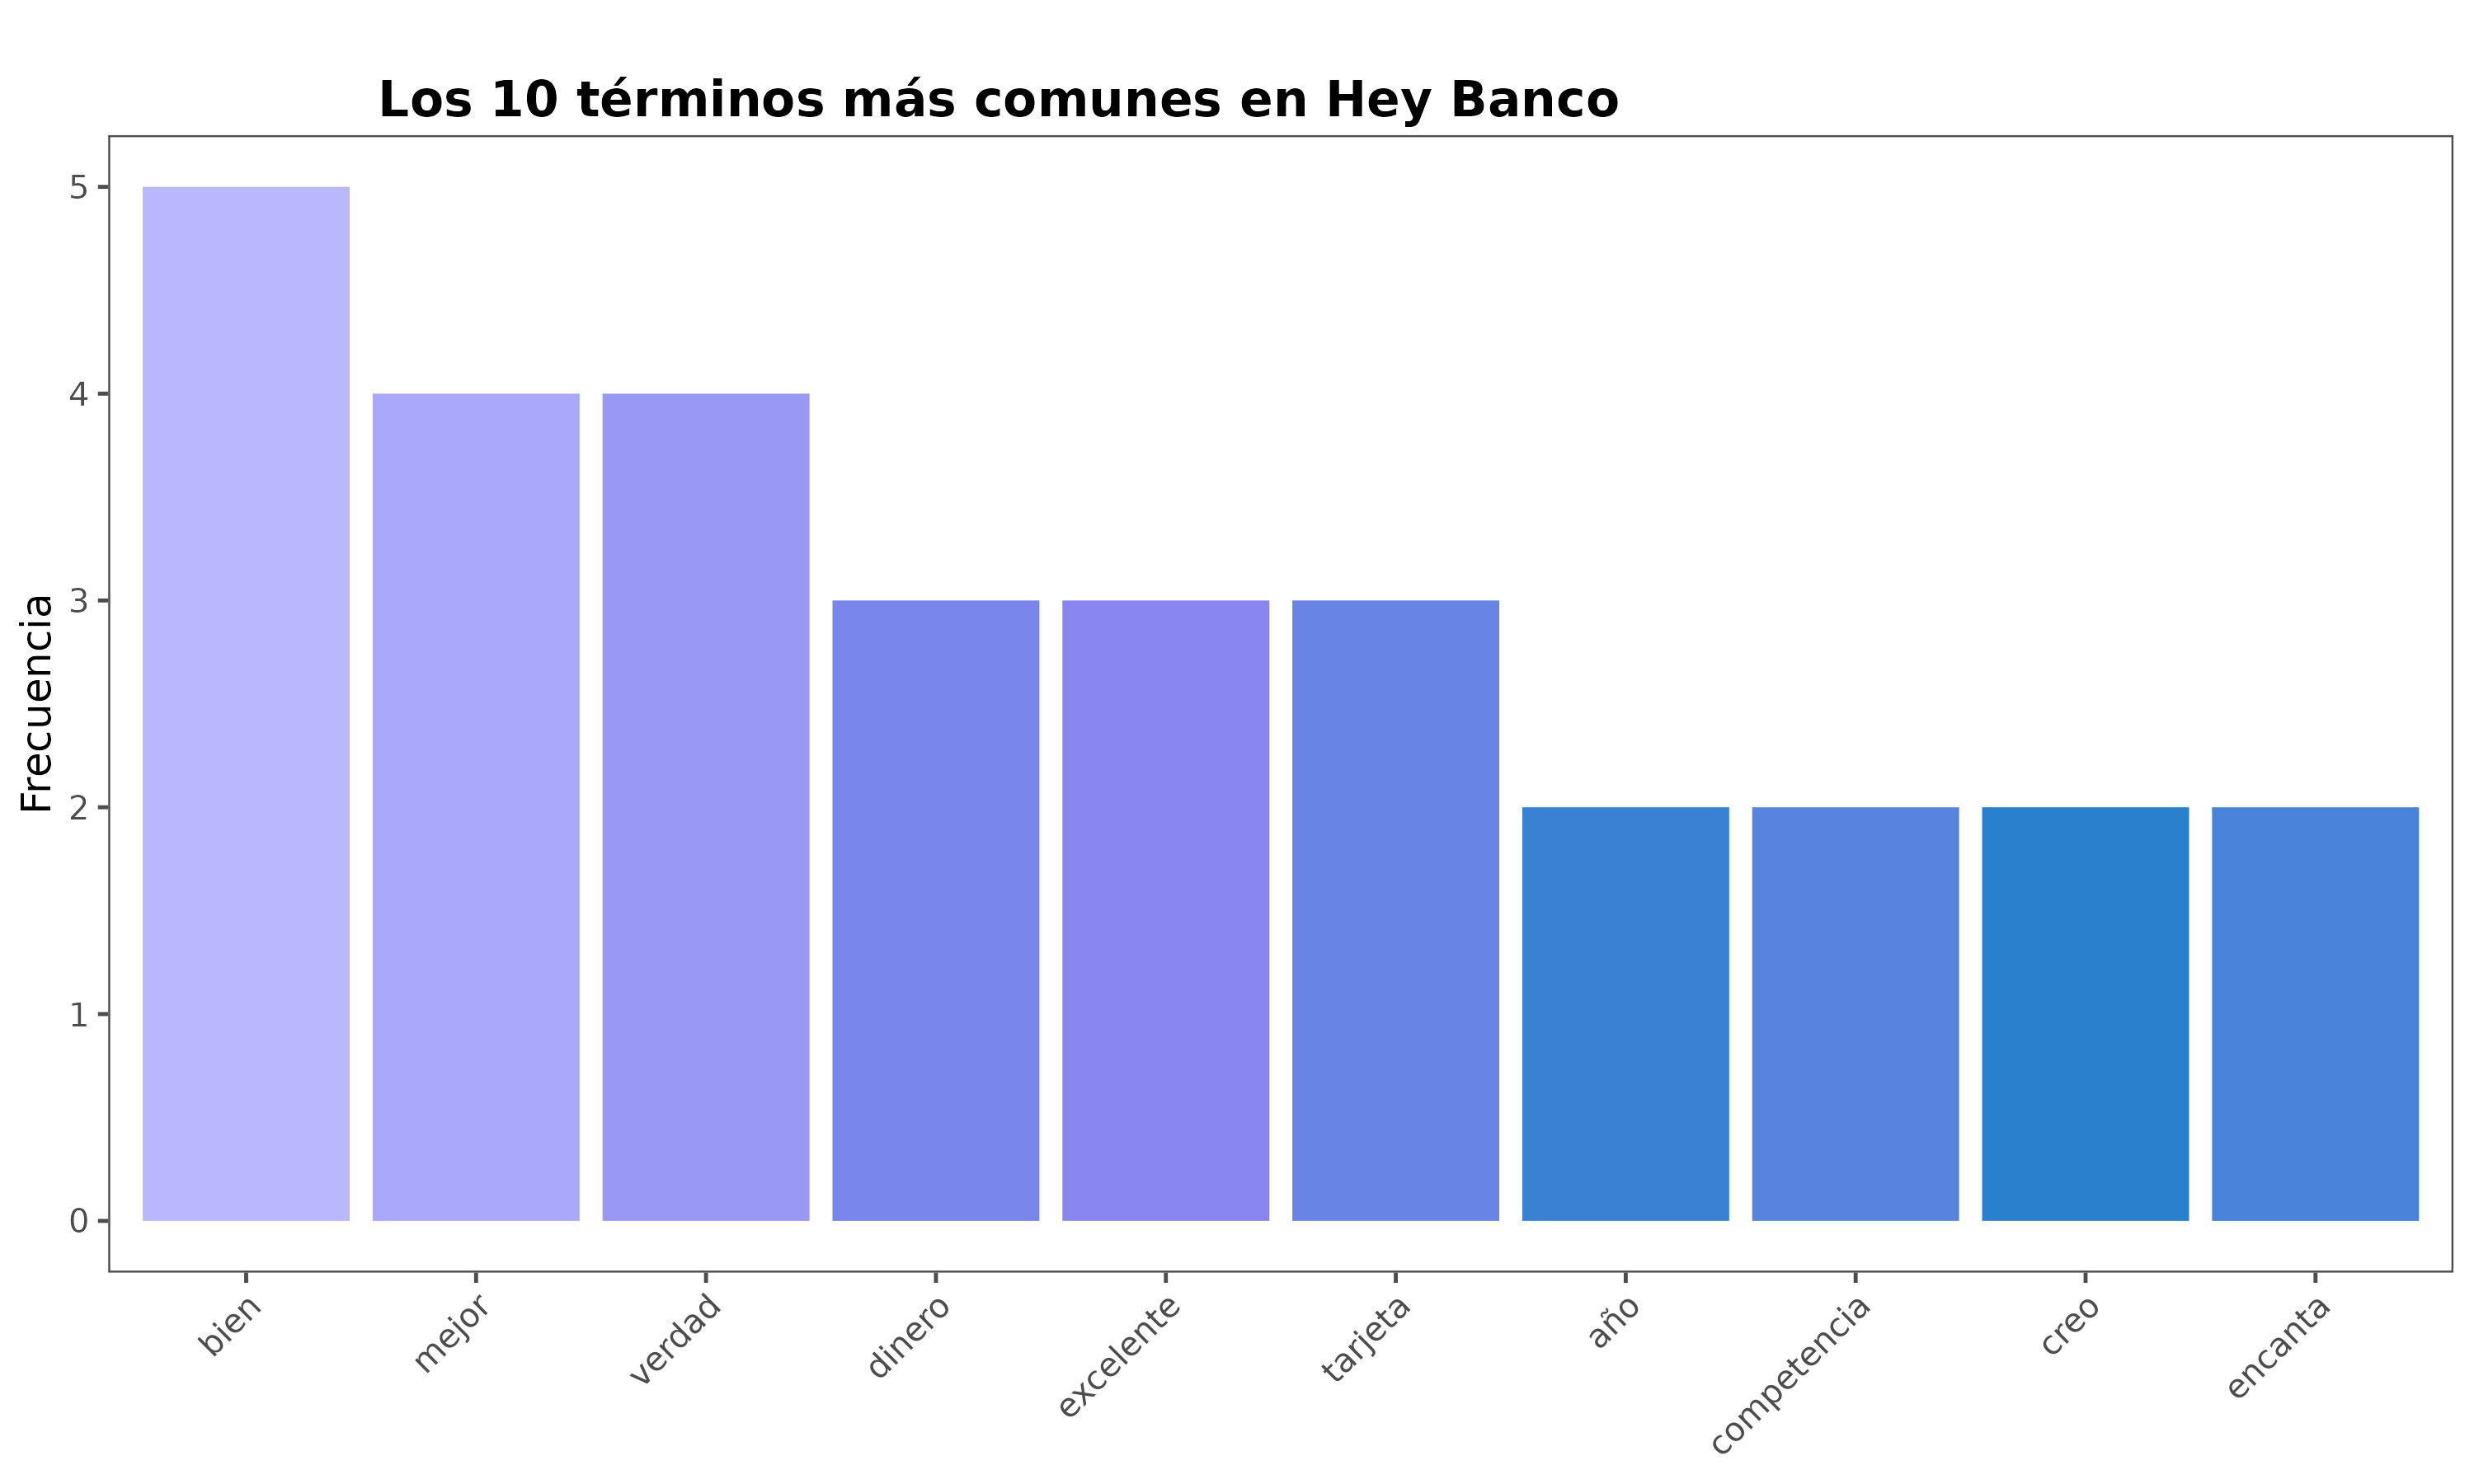 Los 10 términos más comunes en Hey Banco
Frecuencia
5
4
3
2
1
0
bien
mejor
verdad
dinero
excelente
tarjeta
año
competencia
creo
encanta